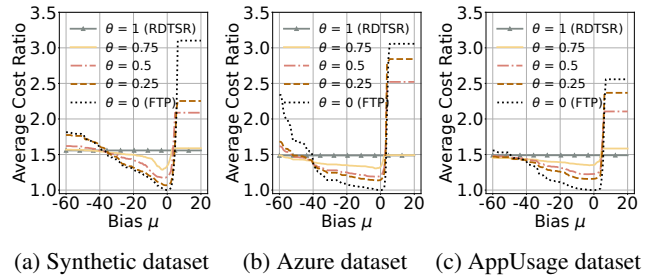 Average Cost Ratio
3.5
3.0
2.5
2.0
1.5
1.0
θ = 1 (RDTSR)
θ = 0.75
θ = 0.5
θ = 0.25
θ = 0 (FTP)
-60 -40 -20 0 20
Bias μ
(a) Synthetic dataset
Average Cost Ratio
3.5
3.0
2.5
2.0
1.5
1.0
θ = 1 (RDTSR)
θ = 0.75
θ = 0.5
θ = 0.25
θ = 0 (FTP)
-60 -40 -20 0 20
Bias μ
(b) Azure dataset
Average Cost Ratio
3.5
3.0
2.5
2.0
1.5
1.0
θ = 1 (RDTSR)
θ = 0.75
θ = 0.5
θ = 0.25
θ = 0 (FTP)
-60 -40 -20 0 20
Bias μ
(c) AppUsage dataset